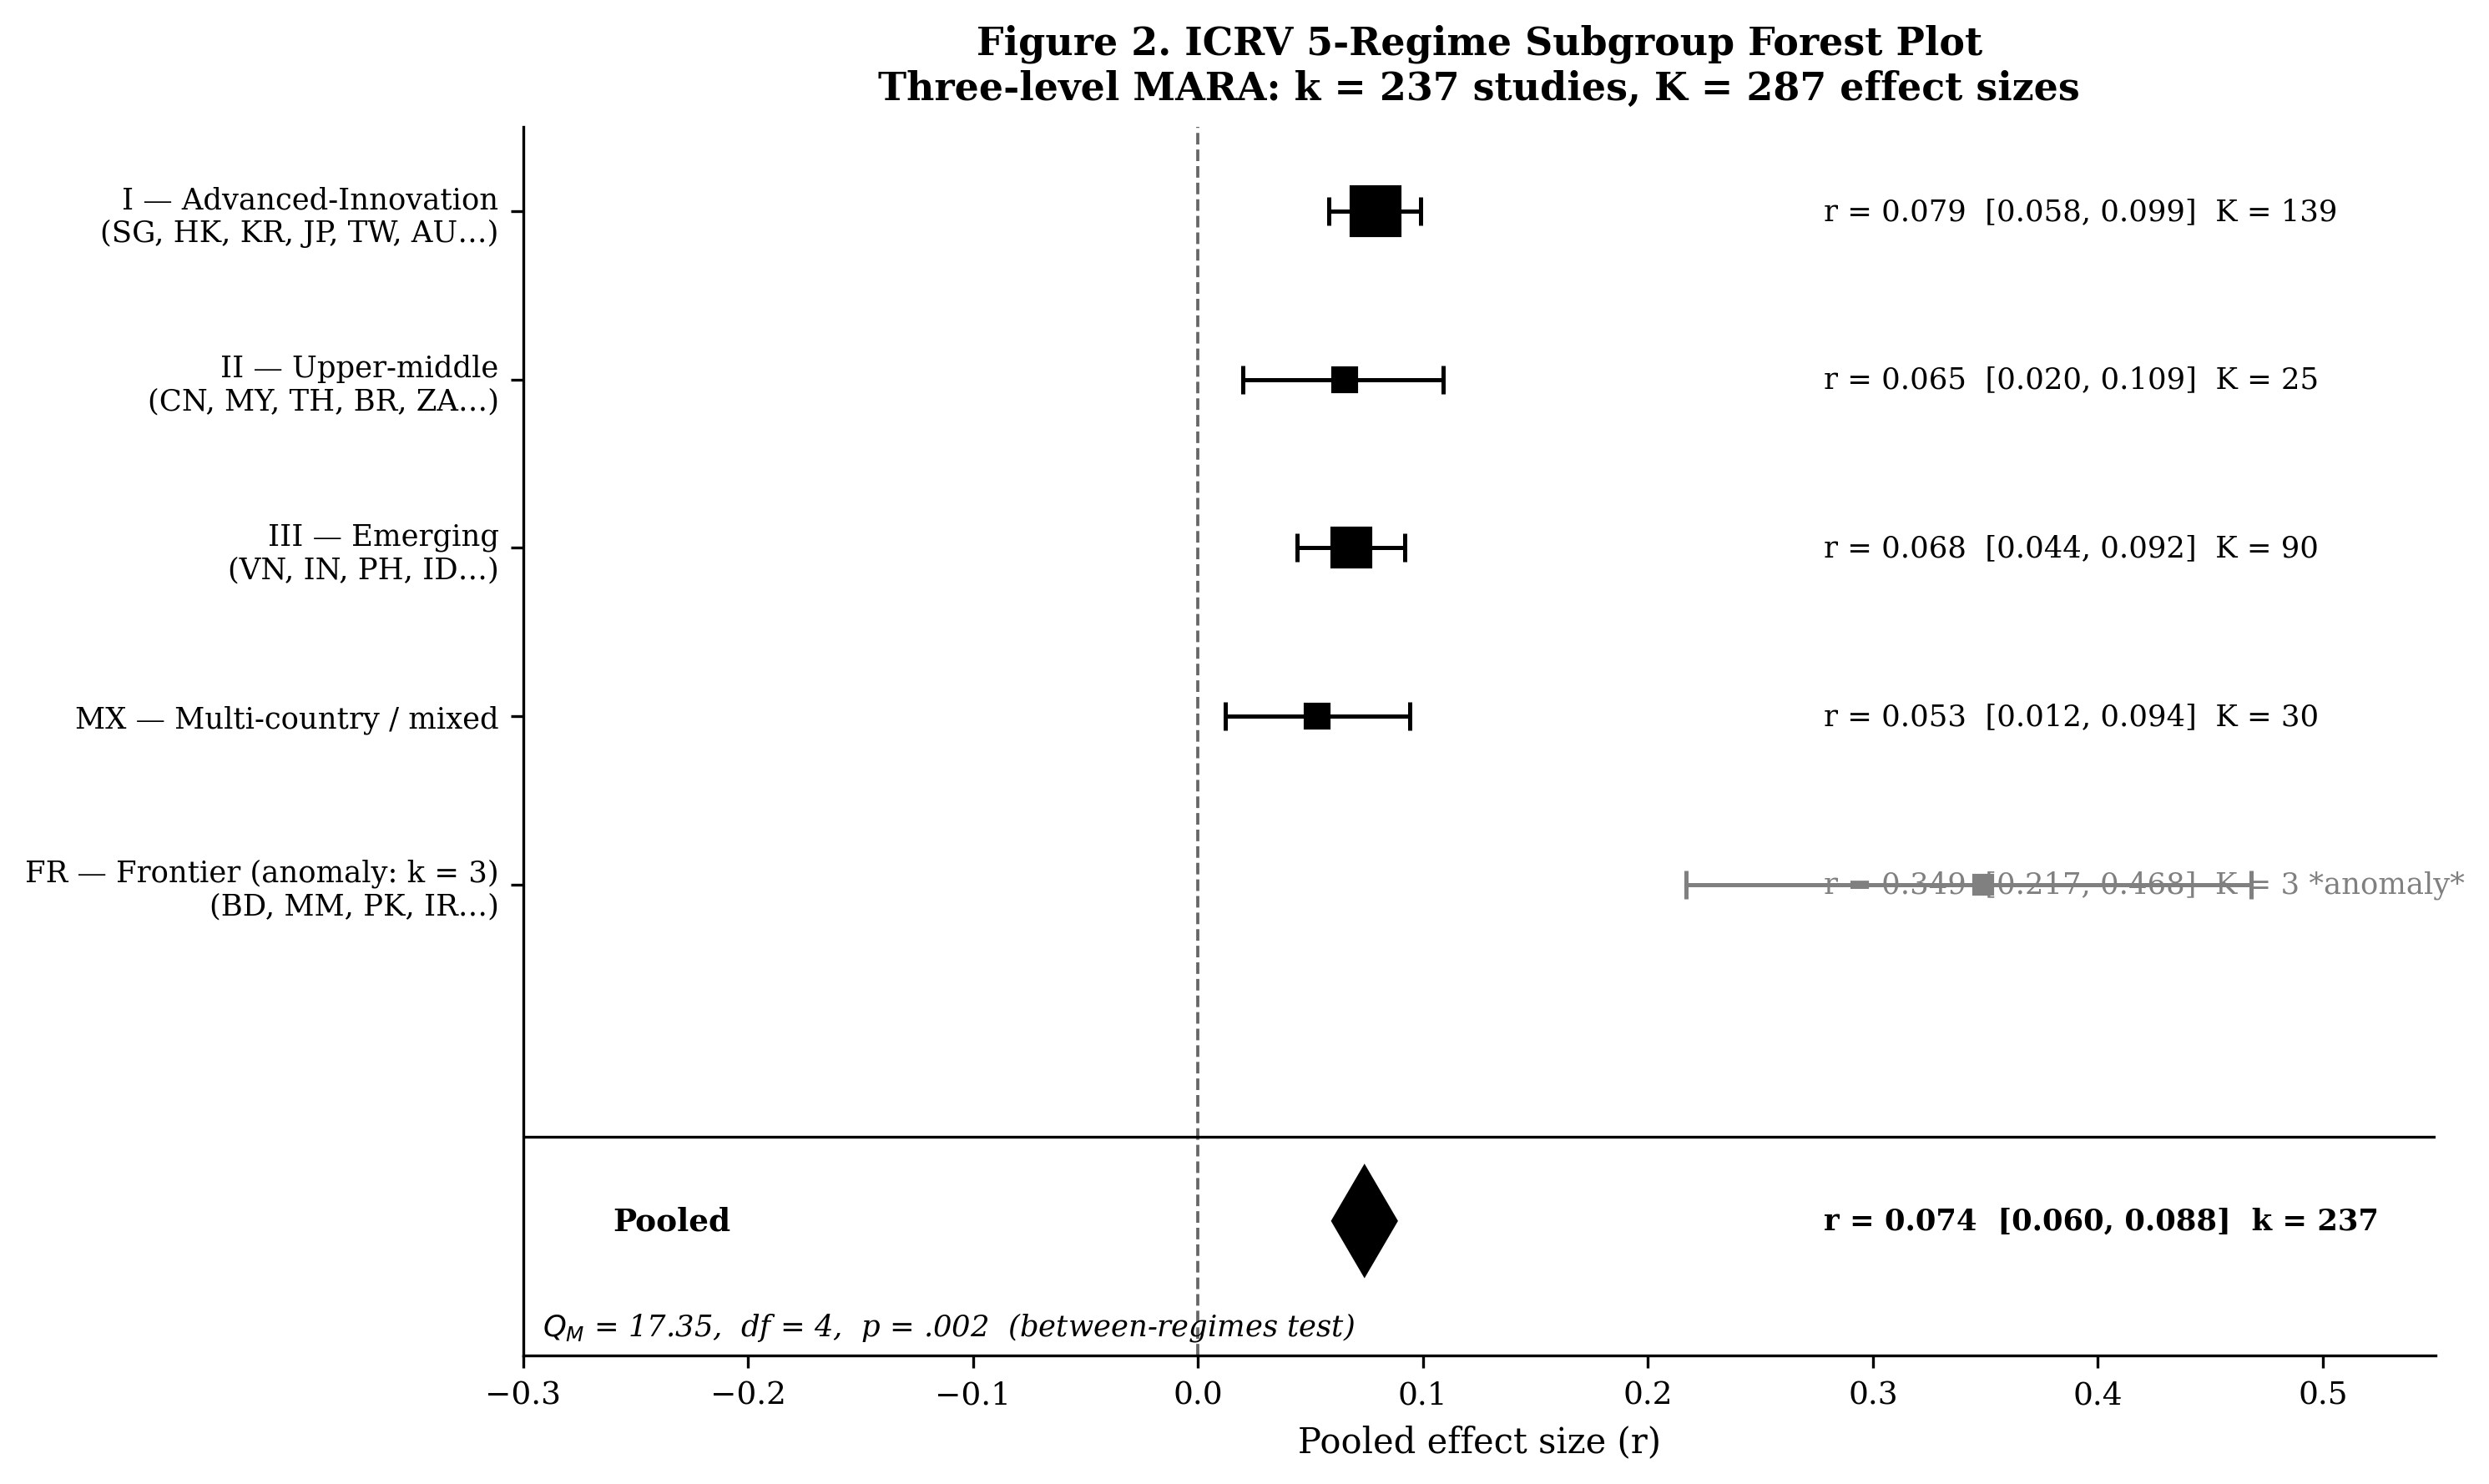 Figure 2. ICRV 5-Regime Subgroup Forest Plot
Three-level MARA: k = 237 studies, K = 287 effect sizes
I — Advanced-Innovation
(SG, HK, KR, JP, TW, AU...)
r = 0.079 [0.058, 0.099] K = 139
II — Upper-middle
(CN, MY, TH, BR, ZA...)
r = 0.065 [0.020, 0.109] K = 25
III — Emerging
(VN, IN, PH, ID...)
r = 0.068 [0.044, 0.092] K = 90
MX — Multi-country / mixed
r = 0.053 [0.012, 0.094] K = 30
FR — Frontier (anomaly: k = 3)
(BD, MM, PK, IR...)
r = 0.349 [0.217, 0.468] K = 3 *anomaly*
Pooled
r = 0.074 [0.060, 0.088] k = 237
Q_M = 17.35, df = 4, p = .002 (between-regimes test)
−0.3 −0.2 −0.1 0.0 0.1 0.2 0.3 0.4 0.5
Pooled effect size (r)